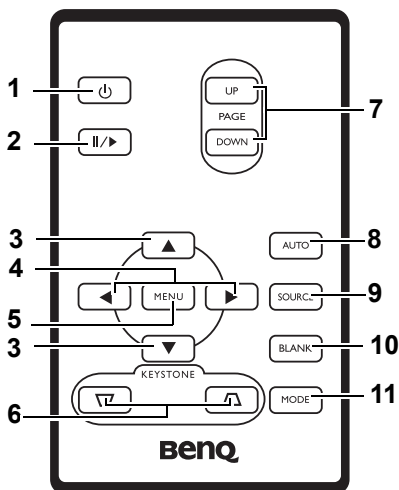 1
UP
7
PAGE
2
DOWN
3
8
AUTO
4
MENU
SOURCE
9
5
3
BLANK
10
KEYSTONE
6
MODE
11
BenQ